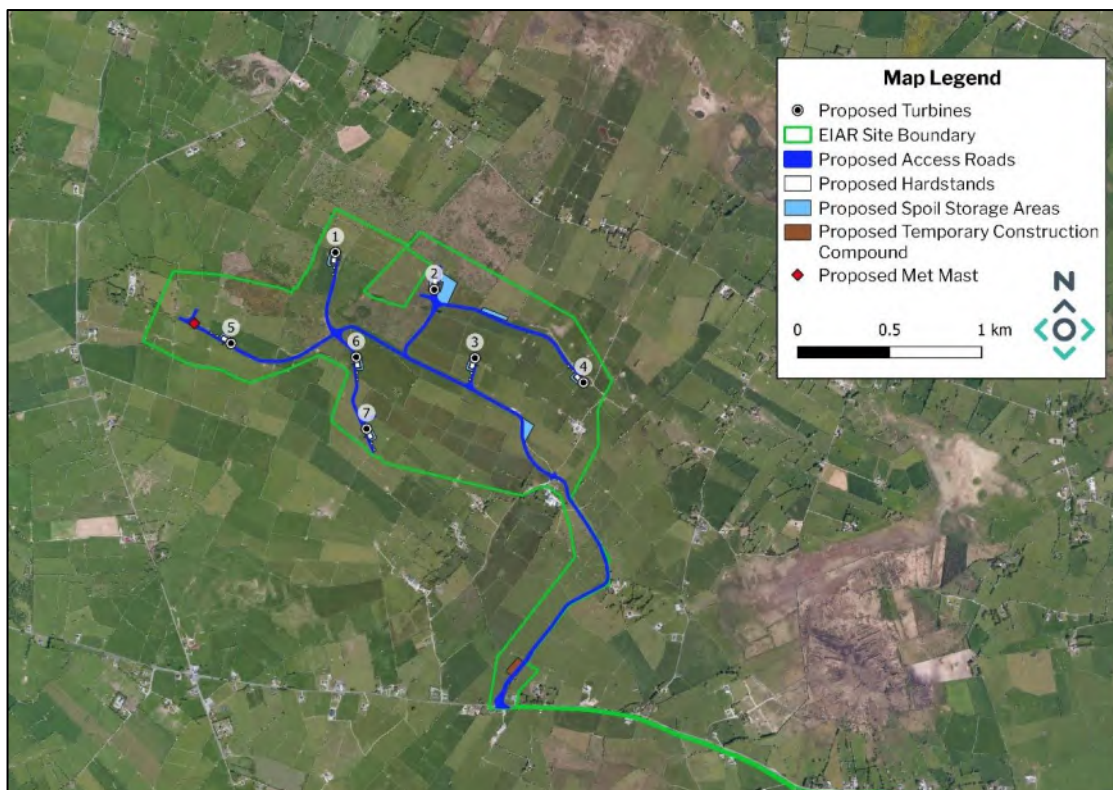 Map Legend
Proposed Turbines
EIAR Site Boundary
Proposed Access Roads
Proposed Hardstands
Proposed Spoil Storage Areas
Proposed Temporary Construction
Compound
Proposed Met Mast
N
0 0.5 1 km
1
2
5
6
3
4
7